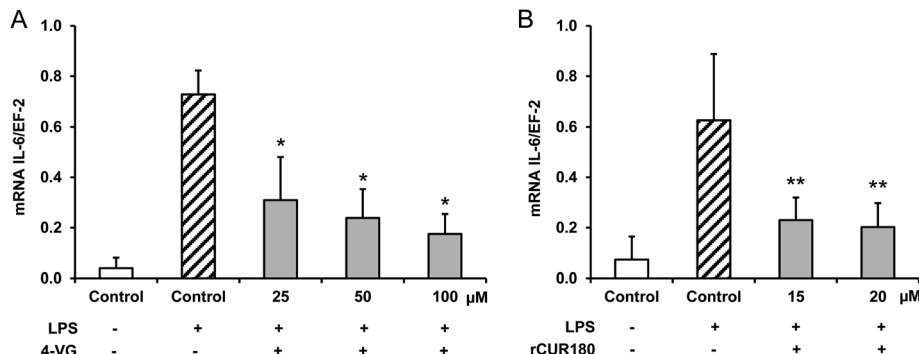 A
mRNA IL-6/EF-2
1.0
0.8
0.6
0.4
0.2
0.0
* * *
Control Control 25 50 100 μM
LPS - + + + +
4-VG - - + + +
B
mRNA IL-6/EF-2
1.0
0.8
0.6
0.4
0.2
0.0
** **
Control Control 15 20 μM
LPS - + + +
rCUR180 - - + +